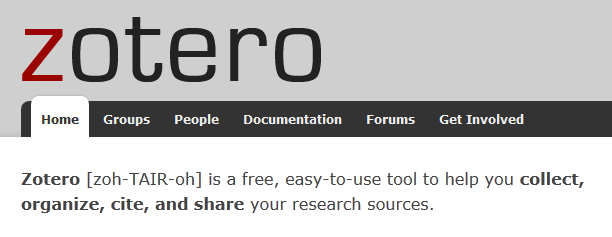 zotero
Home Groups People Documentation Forums Get Involved
Zotero [zoh-TAIR-oh] is a free, easy-to-use tool to help you collect,
organize, cite, and share your research sources.